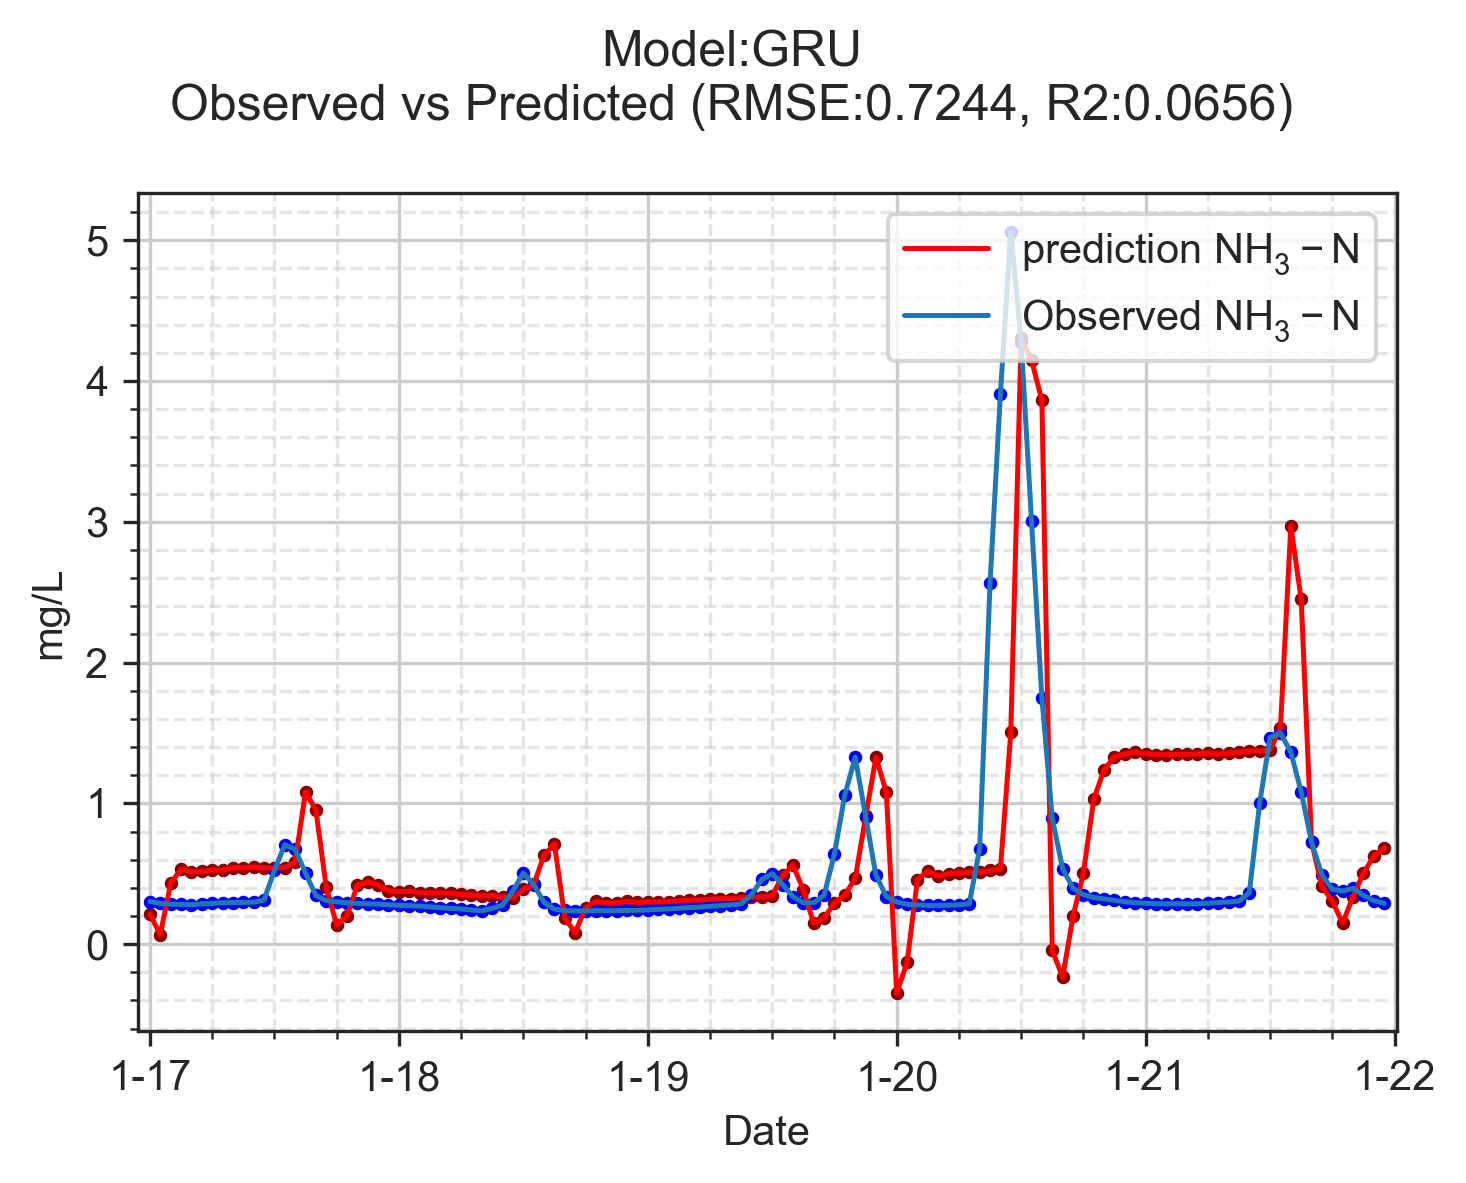 Model:GRU
Observed vs Predicted (RMSE:0.7244, R2:0.0656)
prediction NH₃ − N
Observed NH₃ − N
5
4
3
2
1
0
mg/L
1-17 1-18 1-19 1-20 1-21 1-22
Date